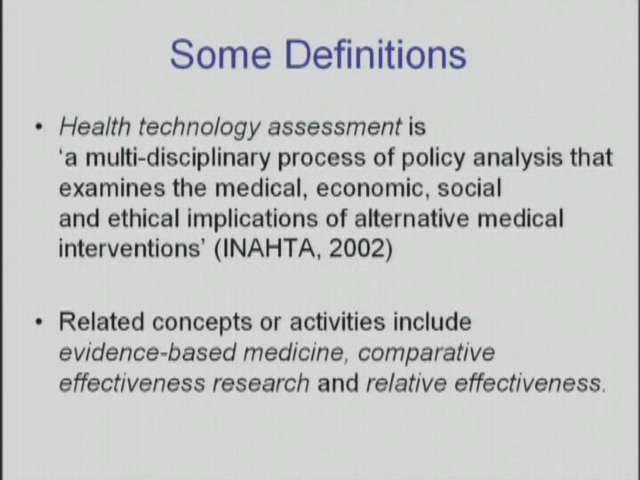 Some Definitions
• Health technology assessment is
‘a multi-disciplinary process of policy analysis that
examines the medical, economic, social
and ethical implications of alternative medical
interventions’ (INAHTA, 2002)
• Related concepts or activities include
evidence-based medicine, comparative
effectiveness research and relative effectiveness.